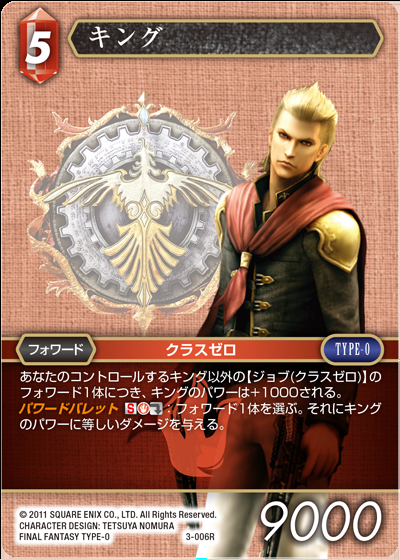 5
キング
フォワード
クラスゼロ
TYPE-0
あなたのコントロールするキング以外の【ジョブ(クラスゼロ)】の
フォワード1体につき、キングのパワーは+1000される。
パワードバレット S :フォワード1体を選ぶ。それにキング
のパワーに等しいダメージを与える。
© 2011 SQUARE ENIX CO., LTD. All Rights Reserved.
CHARACTER DESIGN: TETSUYA NOMURA
FINAL FANTASY TYPE-0
3-006R
9000